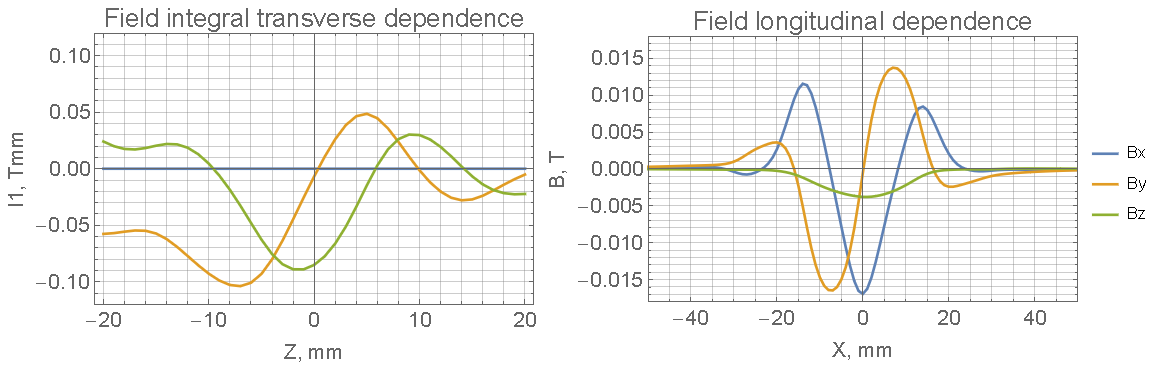 Field integral transverse dependence
0.10
0.05
0.00
−0.05
−0.10
I1, Tmm
−20
−10
0
10
20
Z, mm
Field longitudinal dependence
0.015
0.010
0.005
0.000
−0.005
−0.010
−0.015
B, T
−40
−20
0
20
40
X, mm
Bx
By
Bz